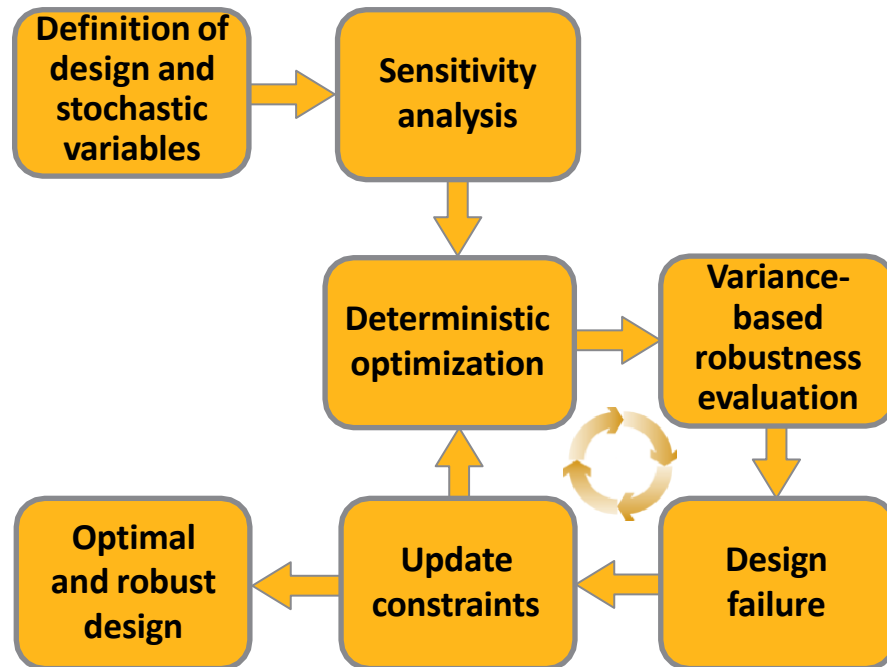 Definition of
design and
stochastic
variables
Sensitivity
analysis
Deterministic
optimization
Variance-
based
robustness
evaluation
Optimal
and robust
design
Update
constraints
Design
failure